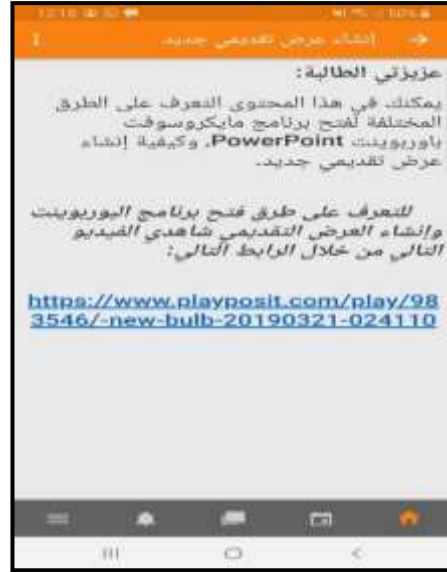 إنشاء عرض تقديمي جديد
عزيزتي الطالبة:
يمكنك في هذا المحتوى التعرف على الطرق
المختلفة لفتح برنامج مايكروسوفت
باوربوينت PowerPoint، وكيفية إنشاء
عرض تقديمي جديد.
للتعرف على طرق فتح برنامج البوربوينت
وإنشاء العرض التقديمي شاهدي الفيديو
التالي من خلال الرابط التالي:
https://www.playposit.com/play/98
3546/-new-bulb-20190321-024110